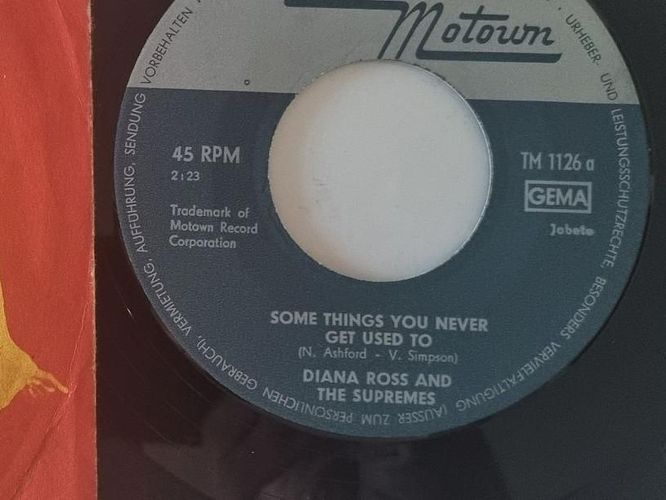 Motown
45 RPM
2:23
Trademark of
Motown Record
Corporation
TM 1126 a
GEMA
Jobete
SOME THINGS YOU NEVER
GET USED TO
(N. Ashford - V. Simpson)
DIANA ROSS AND
THE SUPREMES
URHEBER- UND LEISTUNGSSCHUTZRECHTE BESONDERS VERVIELFÄLTIGUNG (AUSSER ZUM PERSÖNLICHEN GEBRAUCH), VERMIETUNG, AUFFÜHRUNG, SENDUNG VORBEHALTEN